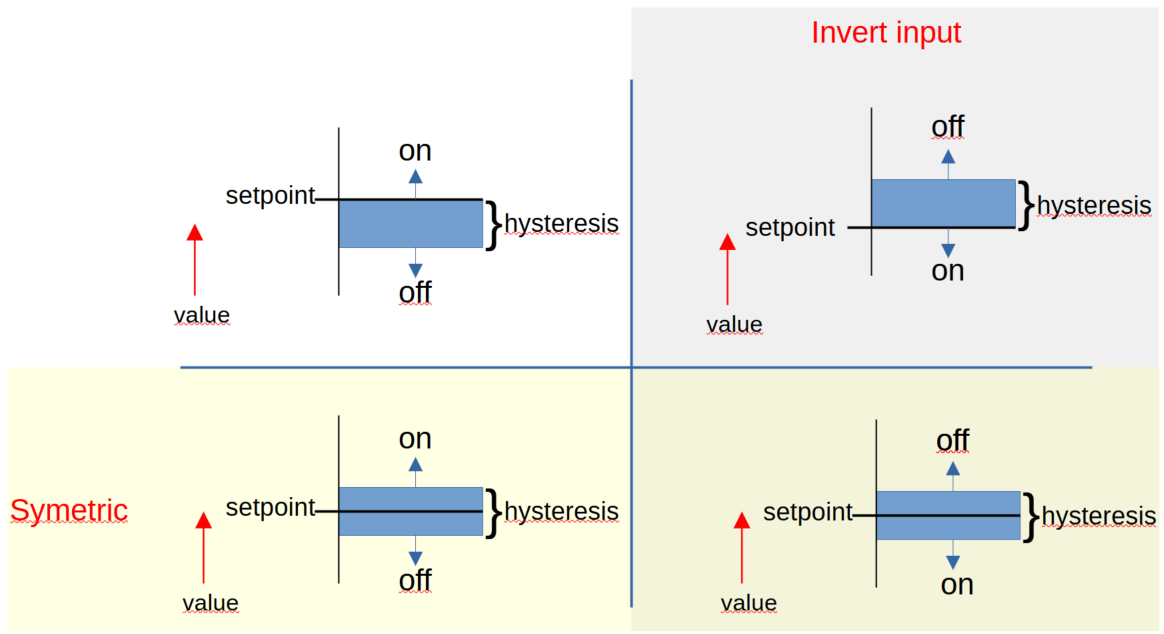 Invert input
on
setpoint
hysteresis
off
value
off
hysteresis
setpoint
on
value
Symetric
on
setpoint
hysteresis
off
value
off
setpoint
hysteresis
on
value